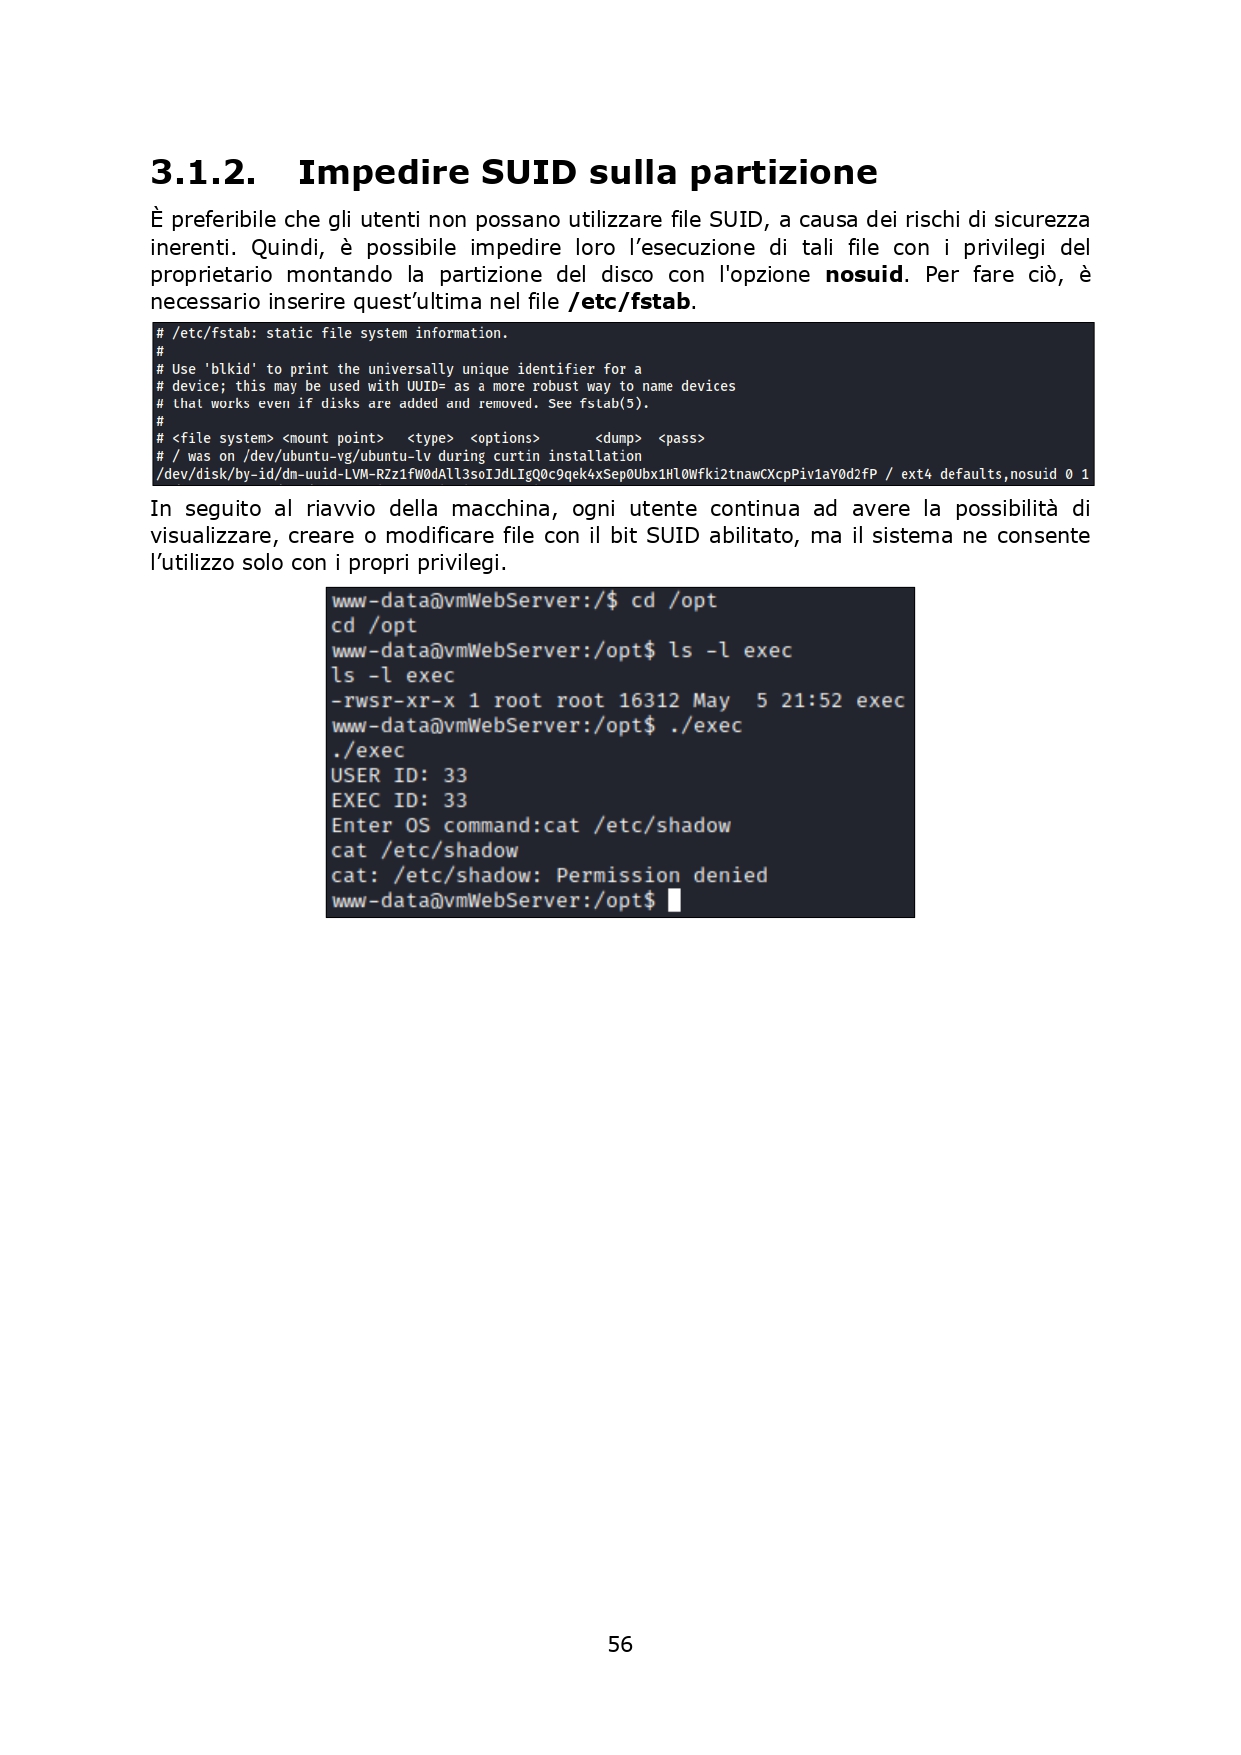 3.1.2. Impedire SUID sulla partizione
È preferibile che gli utenti non possano utilizzare file SUID, a causa dei rischi di sicurezza
inerenti. Quindi, è possibile impedire loro l’esecuzione di tali file con i privilegi del
proprietario montando la partizione del disco con l'opzione nosuid. Per fare ciò, è
necessario inserire quest’ultima nel file /etc/fstab.
# /etc/fstab: static file system information.
#
# Use 'blkid' to print the universally unique identifier for a
# device; this may be used with UUID= as a more robust way to name devices
# that works even if disks are added and removed. See fstab(5).
#
# <file system> <mount point>   <type>  <options>       <dump>  <pass>
# / was on /dev/ubuntu-vg/ubuntu-lv during curtin installation
/dev/disk/by-id/dm-uuid-LVM-RZz1fW0dAll3soIJdLIgQ0c9qek4xSep0Ubx1Hl0Wfki2tnawCXcpPiv1aY0d2fP / ext4 defaults,nosuid 0 1
In seguito al riavvio della macchina, ogni utente continua ad avere la possibilità di
visualizzare, creare o modificare file con il bit SUID abilitato, ma il sistema ne consente
l’utilizzo solo con i propri privilegi.
www-data@vmWebServer:/$ cd /opt
cd /opt
www-data@vmWebServer:/opt$ ls -l exec
ls -l exec
-rwsr-xr-x 1 root root 16312 May  5 21:52 exec
www-data@vmWebServer:/opt$ ./exec
./exec
USER ID: 33
EXEC ID: 33
Enter OS command:cat /etc/shadow
cat /etc/shadow
cat: /etc/shadow: Permission denied
www-data@vmWebServer:/opt$
56